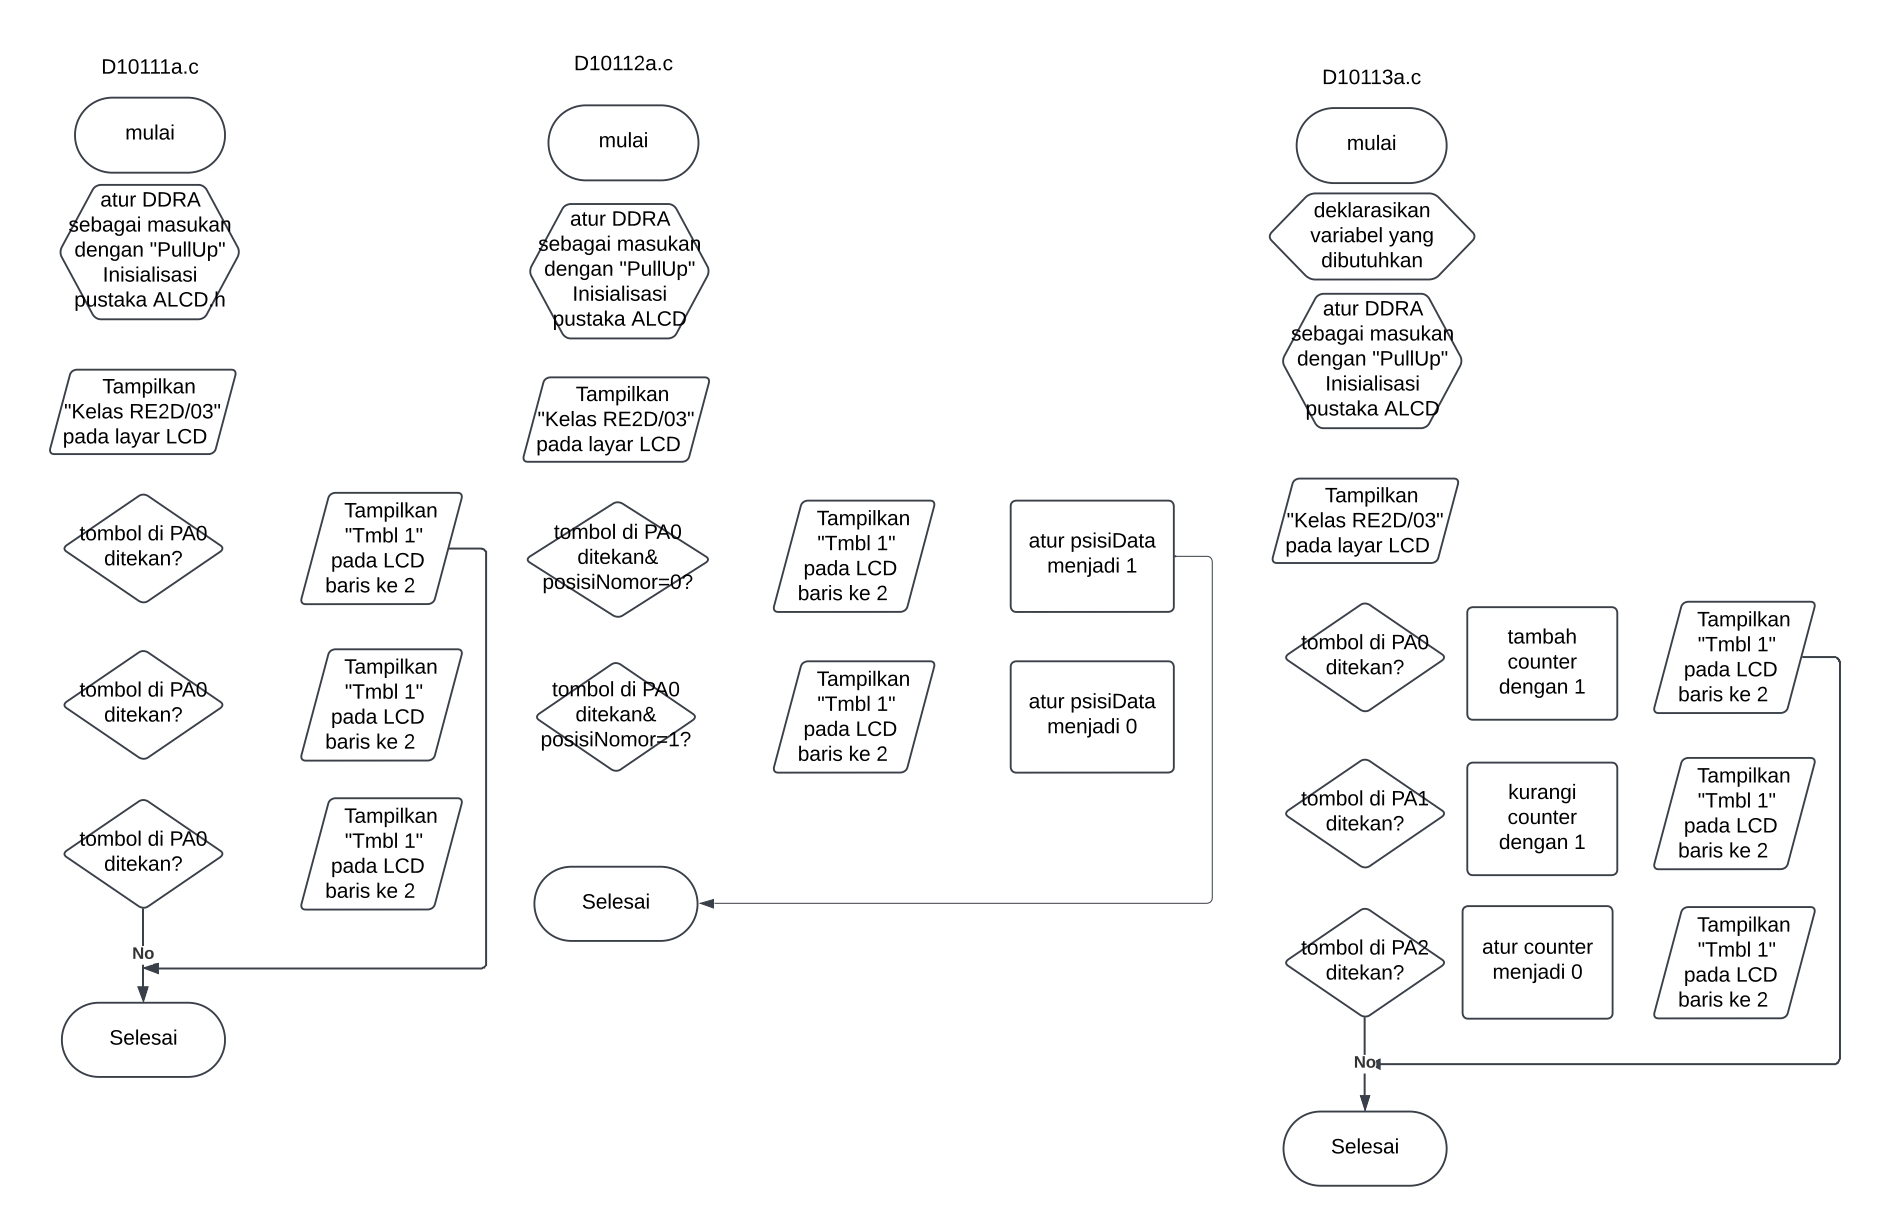 D10111a.c
mulai
atur DDRA
sebagai masukan
dengan "PullUp"
Inisialisasi
pustaka ALCD.h
Tampilkan
"Kelas RE2D/03"
pada layar LCD
tombol di PA0
ditekan?
Tampilkan
"Tmbl 1"
pada LCD
baris ke 2
tombol di PA0
ditekan?
Tampilkan
"Tmbl 1"
pada LCD
baris ke 2
tombol di PA0
ditekan?
Tampilkan
"Tmbl 1"
pada LCD
baris ke 2
No
Selesai
D10112a.c
mulai
atur DDRA
sebagai masukan
dengan "PullUp"
Inisialisasi
pustaka ALCD
Tampilkan
"Kelas RE2D/03"
pada layar LCD
tombol di PA0
ditekan&
posisiNomor=0?
Tampilkan
"Tmbl 1"
pada LCD
baris ke 2
atur psisiData
menjadi 1
tombol di PA0
ditekan&
posisiNomor=1?
Tampilkan
"Tmbl 1"
pada LCD
baris ke 2
atur psisiData
menjadi 0
Selesai
D10113a.c
mulai
deklarasikan
variabel yang
dibutuhkan
atur DDRA
sebagai masukan
dengan "PullUp"
Inisialisasi
pustaka ALCD
Tampilkan
"Kelas RE2D/03"
pada layar LCD
tombol di PA0
ditekan?
tambah
counter
dengan 1
Tampilkan
"Tmbl 1"
pada LCD
baris ke 2
tombol di PA1
ditekan?
kurangi
counter
dengan 1
Tampilkan
"Tmbl 1"
pada LCD
baris ke 2
tombol di PA2
ditekan?
atur counter
menjadi 0
Tampilkan
"Tmbl 1"
pada LCD
baris ke 2
No
Selesai